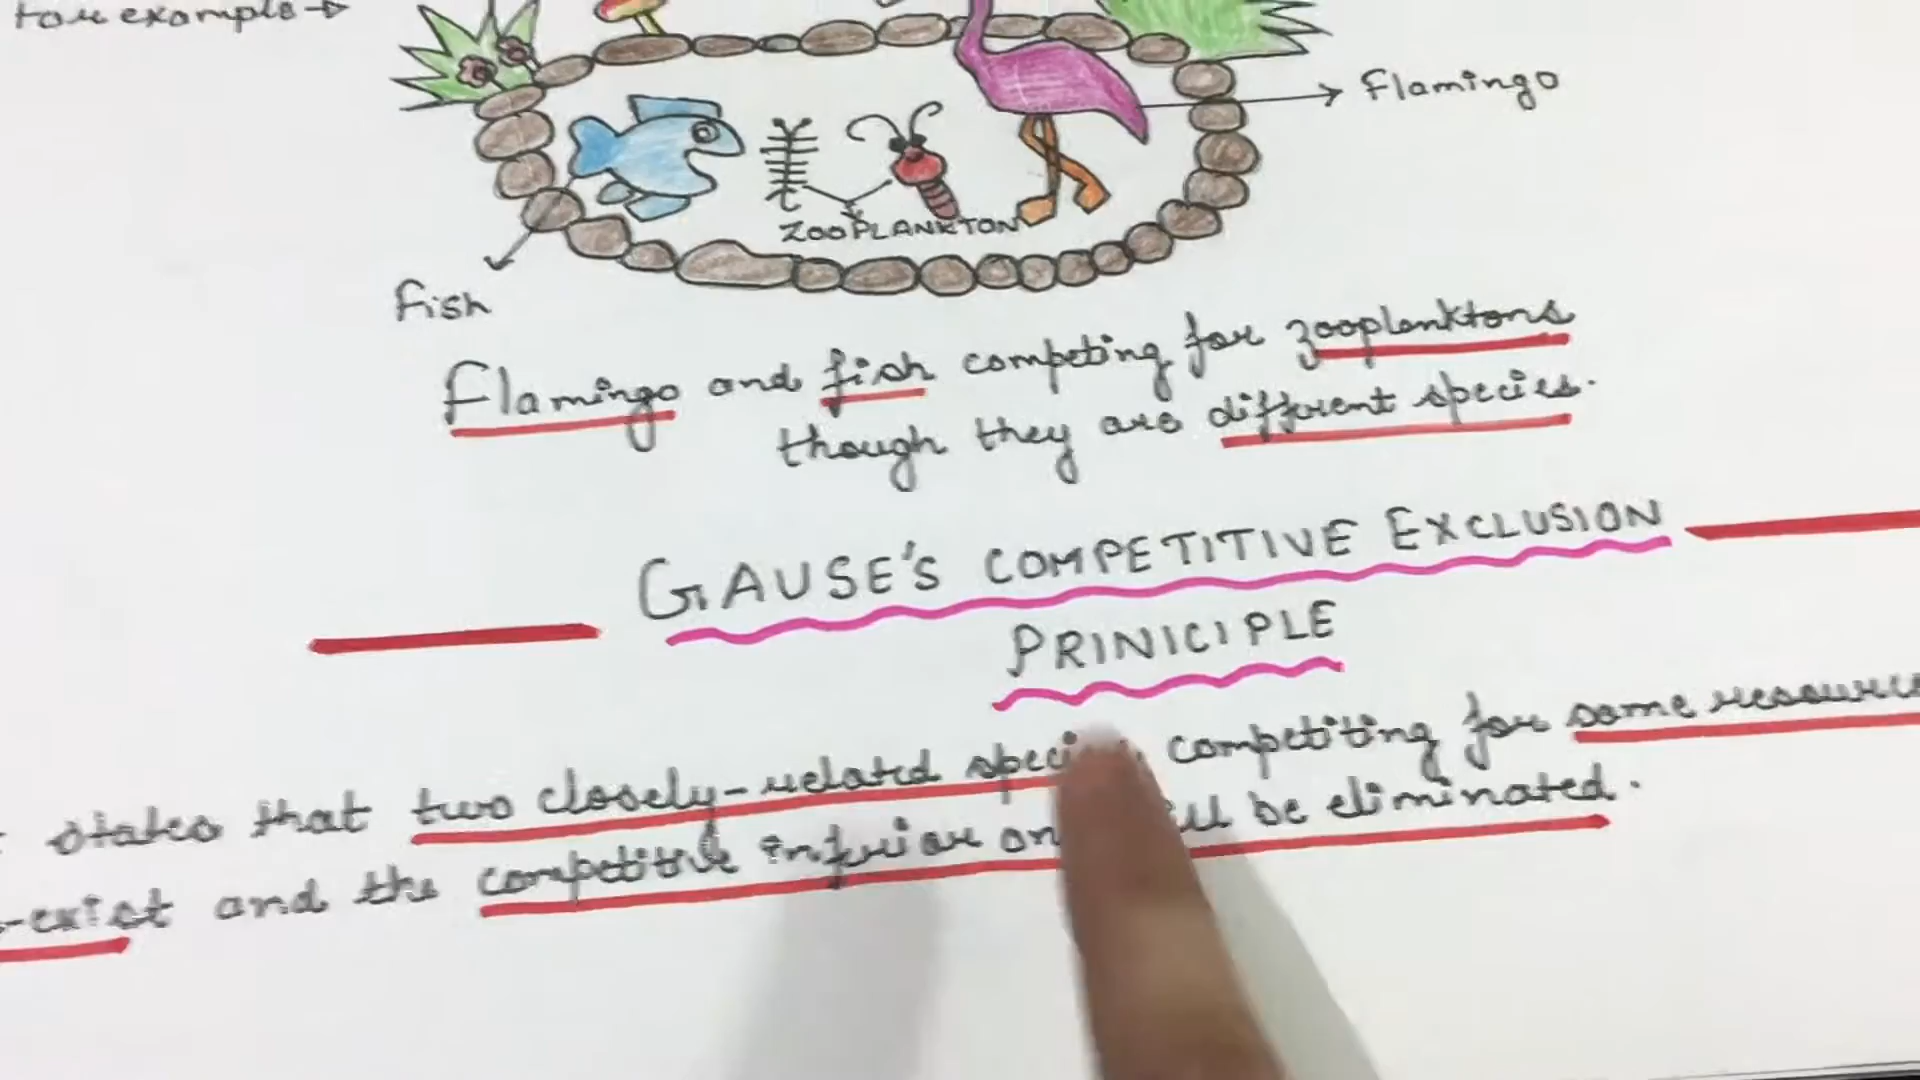 for example →
Flamingo
ZOOPLANKTON
Fish
Flamingo and fish competing for zooplanktons
though they are different species.
GAUSE'S COMPETITIVE EXCLUSION
PRINICIPLE
states that two closely-related competiting for same
-exist and the competitive inferior be eliminated.